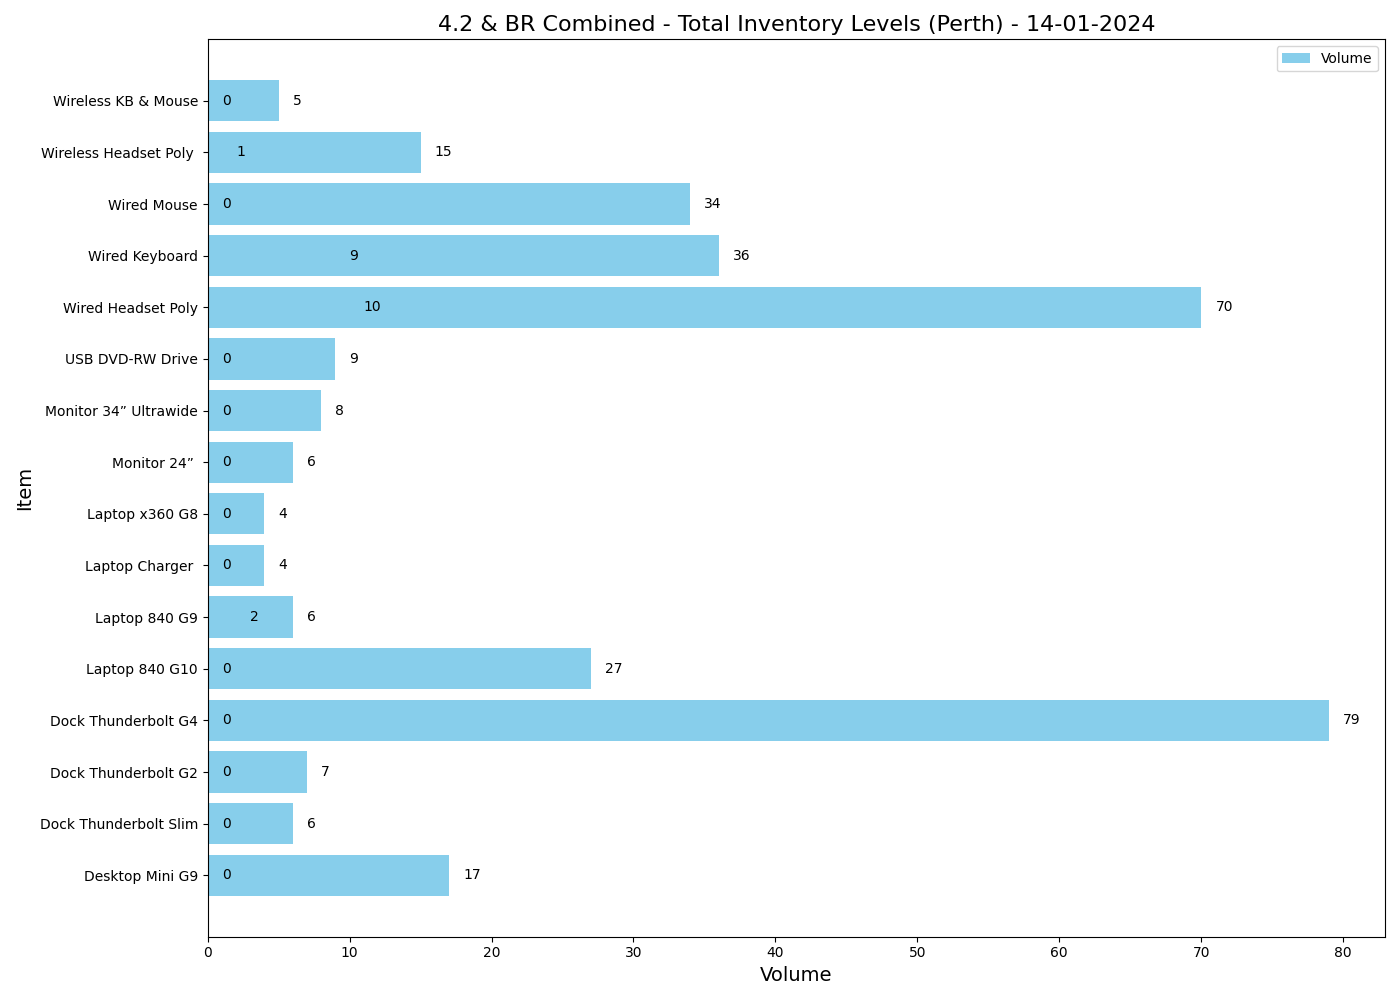 4.2 & BR Combined - Total Inventory Levels (Perth) - 14-01-2024
Volume
Wireless KB & Mouse 0 5
Wireless Headset Poly 1 15
Wired Mouse 0 34
Wired Keyboard 9 36
Wired Headset Poly 10 70
USB DVD-RW Drive 0 9
Monitor 34” Ultrawide 0 8
Monitor 24” 0 6
Laptop x360 G8 0 4
Laptop Charger 0 4
Laptop 840 G9 2 6
Laptop 840 G10 0 27
Dock Thunderbolt G4 0 79
Dock Thunderbolt G2 0 7
Dock Thunderbolt Slim 0 6
Desktop Mini G9 0 17
Item
0 10 20 30 40 50 60 70 80
Volume